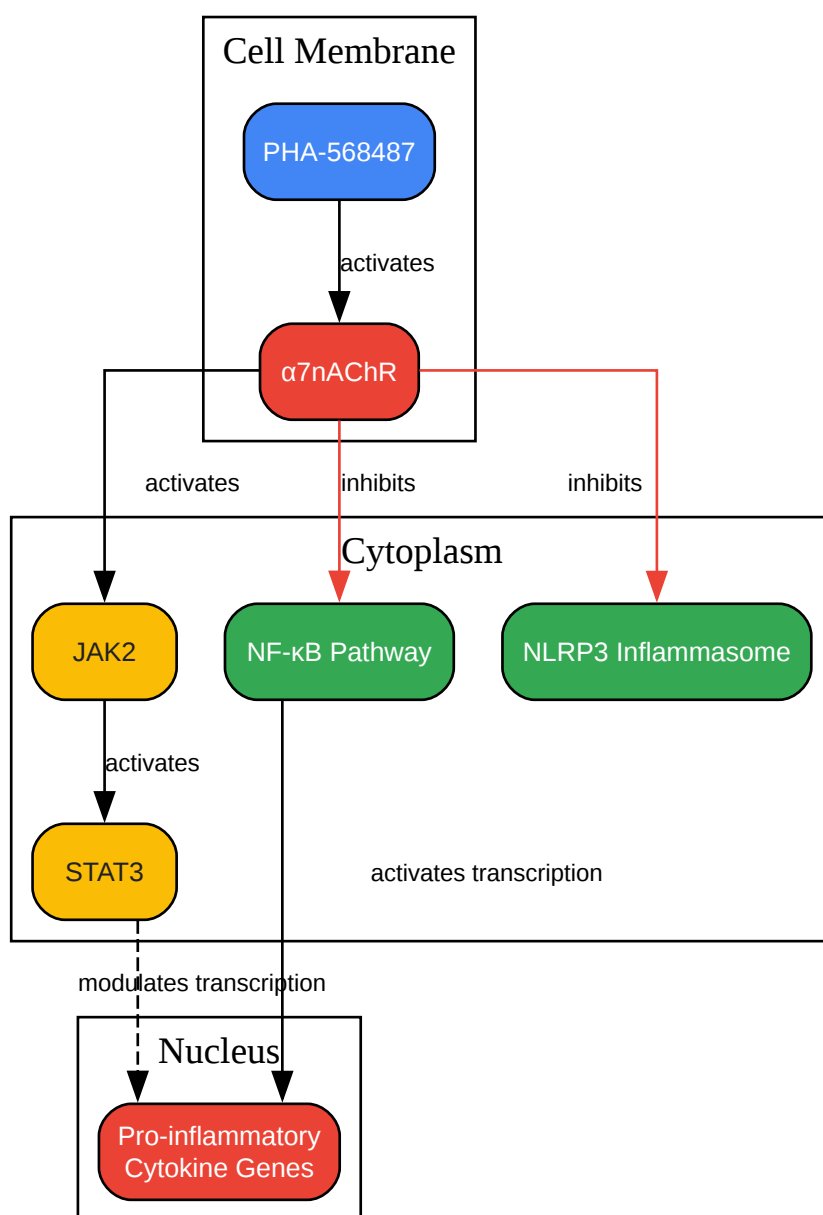 Cell Membrane
PHA-568487
activates
α7nAChR
activates
inhibits
inhibits
Cytoplasm
JAK2
NF-κB Pathway
NLRP3 Inflammasome
activates
STAT3
activates transcription
modulates transcription
Nucleus
Pro-inflammatory
Cytokine Genes